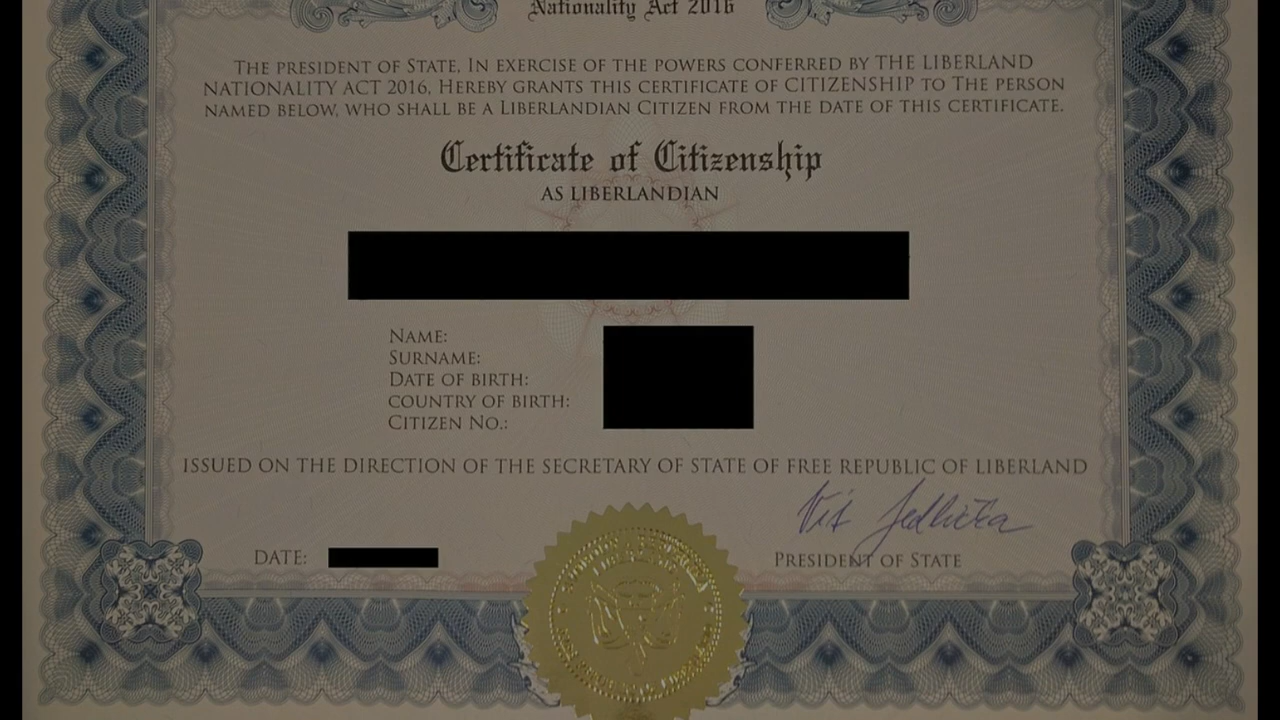 Nationality Act 2016
THE PRESIDENT OF STATE, IN EXERCISE OF THE POWERS CONFERRED BY THE LIBERLAND
NATIONALITY ACT 2016, HEREBY GRANTS THIS CERTIFICATE OF CITIZENSHIP TO THE PERSON
NAMED BELOW, WHO SHALL BE A LIBERLANDIAN CITIZEN FROM THE DATE OF THIS CERTIFICATE.
Certificate of Citizenship
AS LIBERLANDIAN
NAME:
SURNAME:
DATE OF BIRTH:
COUNTRY OF BIRTH:
CITIZEN NO.:
ISSUED ON THE DIRECTION OF THE SECRETARY OF STATE OF FREE REPUBLIC OF LIBERLAND
Vít Jedlička
DATE:
PRESIDENT OF STATE